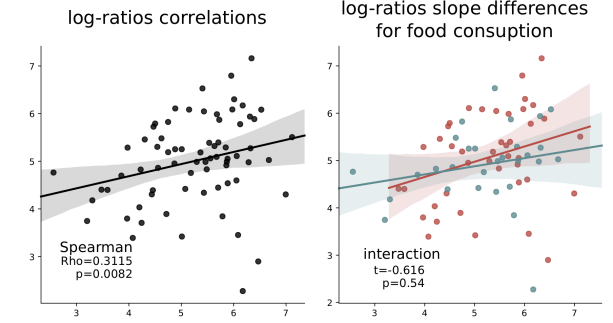 log-ratios correlations
7
6
5
4
3
Spearman
Rho=0.3115
p=0.0082
3
4
5
6
7
log-ratios slope differences
for food consuption
7
6
5
4
3
2
interaction
t=-0.616
p=0.54
3
4
5
6
7